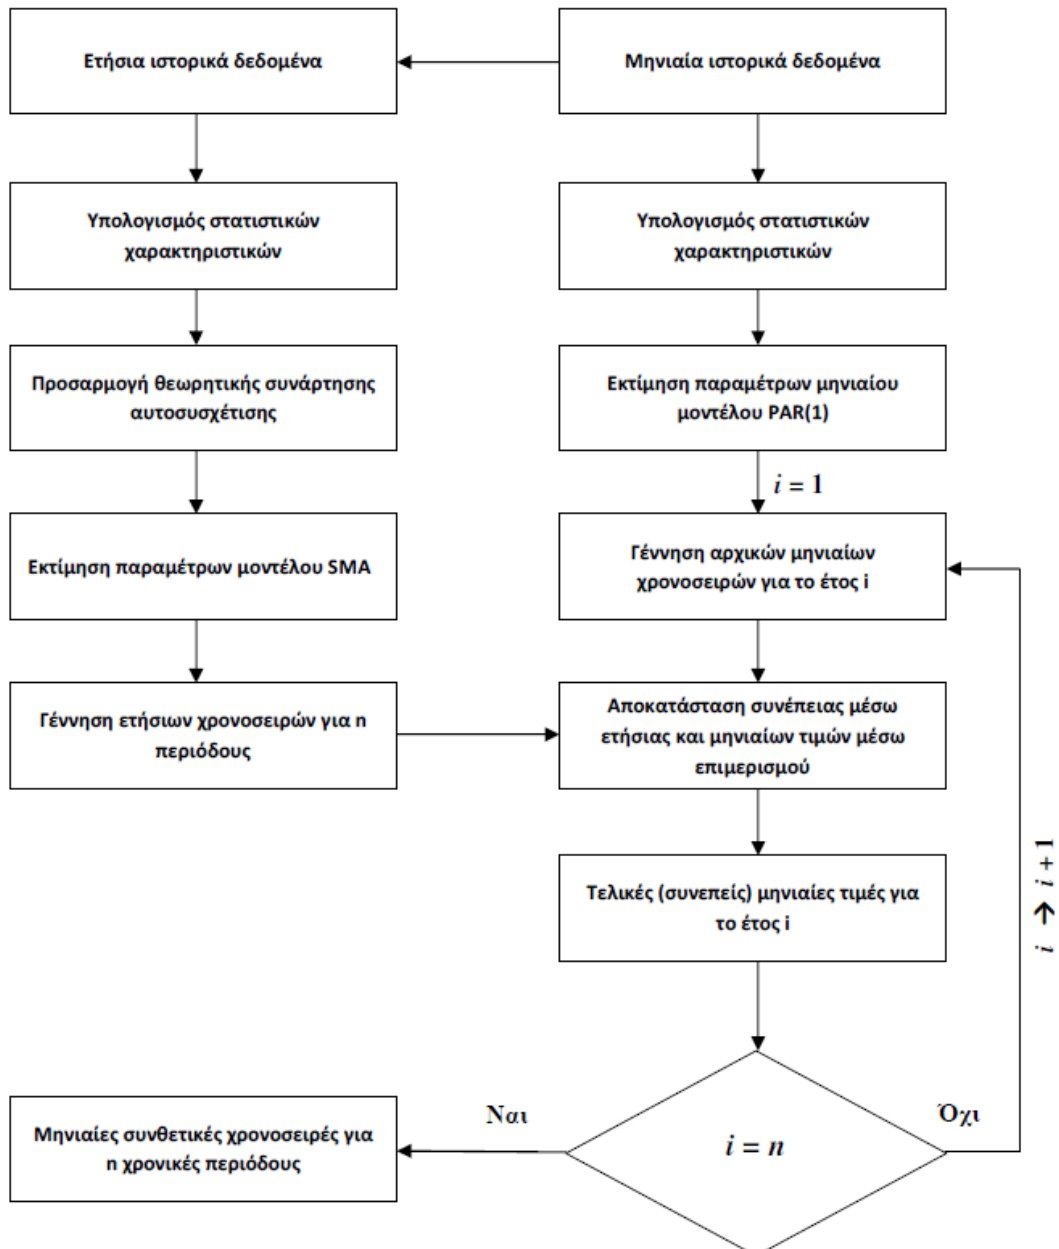 Ετήσια ιστορικά δεδομένα
Μηνιαία ιστορικά δεδομένα
Υπολογισμός στατιστικών
χαρακτηριστικών
Υπολογισμός στατιστικών
χαρακτηριστικών
Προσαρμογή θεωρητικής συνάρτησης
αυτοσυσχέτισης
Εκτίμηση παραμέτρων μηνιαίου
μοντέλου PAR(1)
i = 1
Εκτίμηση παραμέτρων μοντέλου SMA
Γέννηση αρχικών μηνιαίων
χρονοσειρών για το έτος i
Γέννηση ετήσιων χρονοσειρών για n
περιόδους
Αποκατάσταση συνέπειας μέσω
ετήσιας και μηνιαίων τιμών μέσω
επιμερισμού
Τελικές (συνεπείς) μηνιαίες τιμές για
το έτος i
i → i + 1
Μηνιαίες συνθετικές χρονοσειρές για
n χρονικές περιόδους
Ναι
i = n
Όχι